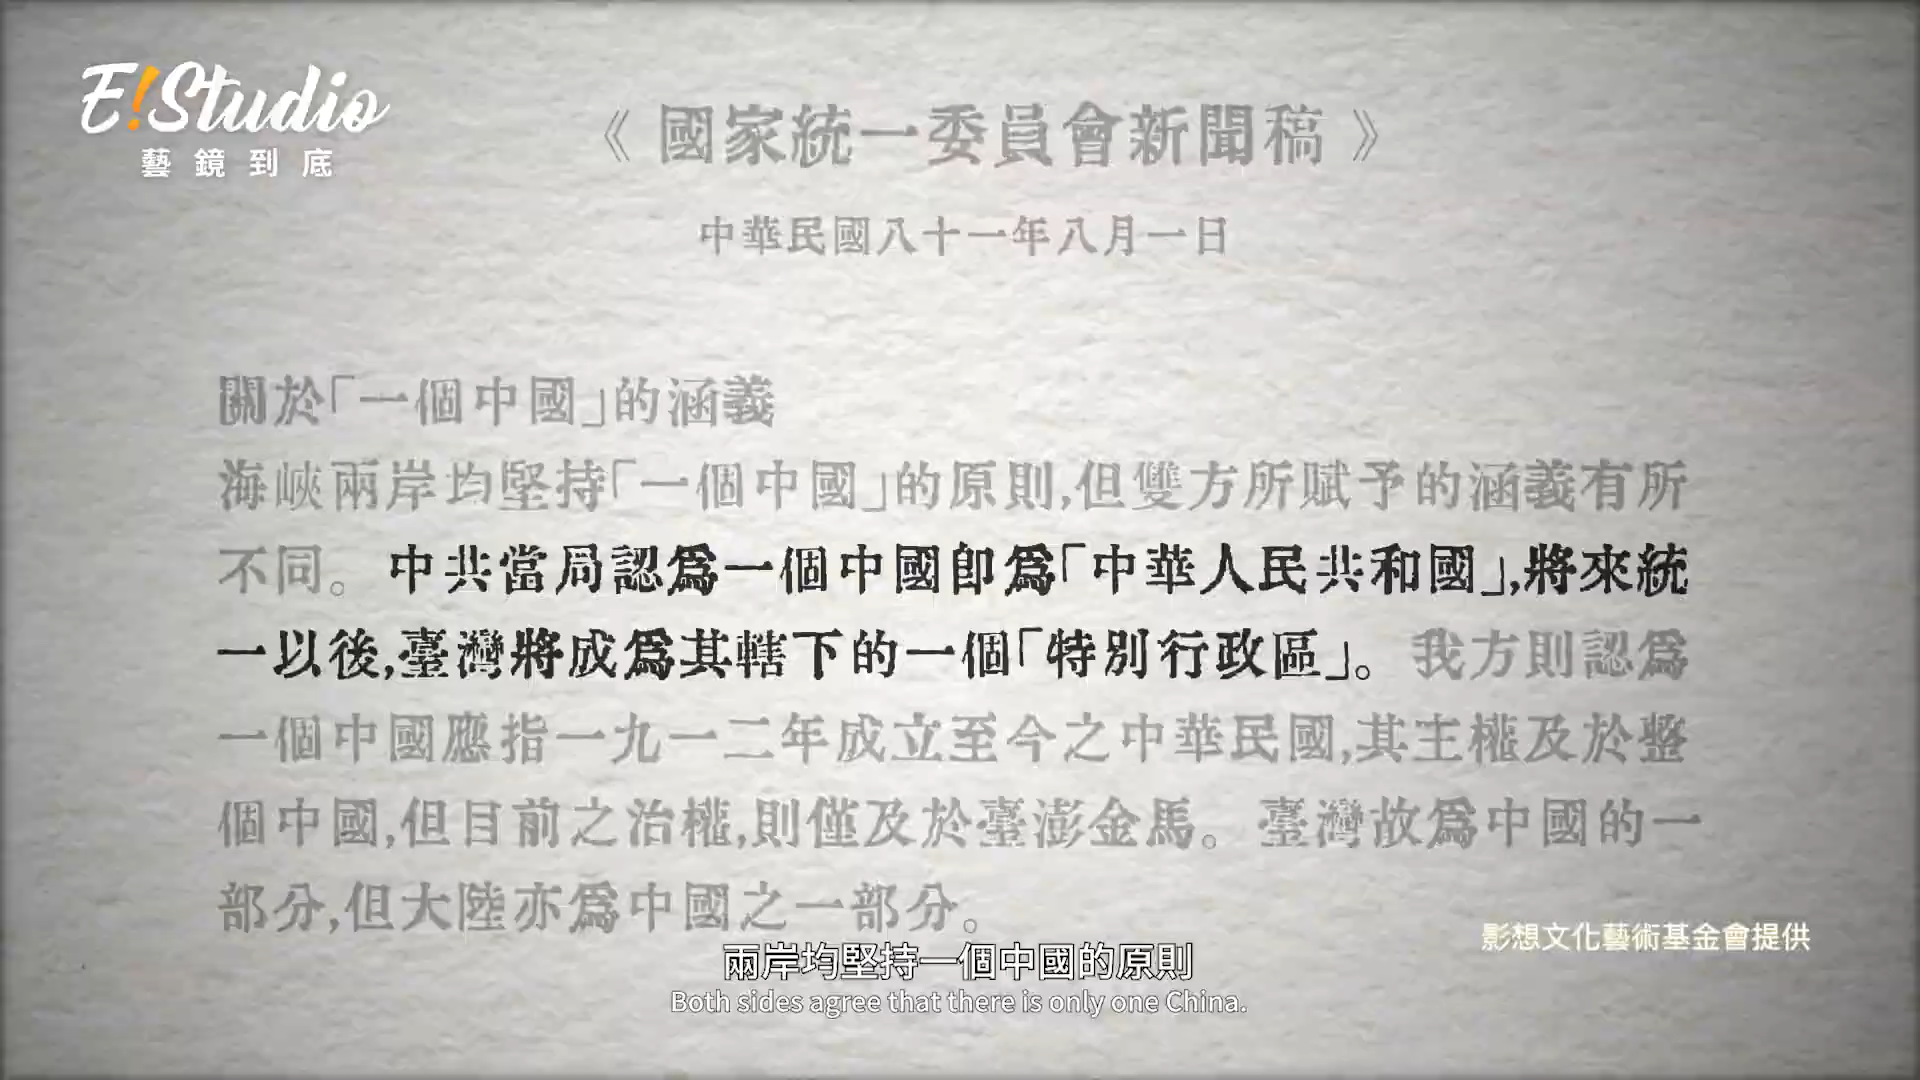 E!Studio
藝鏡到底
《國家統一委員會新聞稿》
中華民國八十一年八月一日
關於「一個中國」的涵義
海峽兩岸均堅持「一個中國」的原則,但雙方所賦予的涵義有所
不同。中共當局認為一個中國即為「中華人民共和國」,將來統
一以後,臺灣將成為其轄下的一個「特別行政區」。我方則認為
一個中國應指一九一二年成立至今之中華民國,其主權及於整
個中國,但目前之治權,則僅及於臺澎金馬。臺灣故為中國的一
部分,但大陸亦為中國之一部分。
影想文化藝術基金會提供
兩岸均堅持一個中國的原則
Both sides agree that there is only one China.